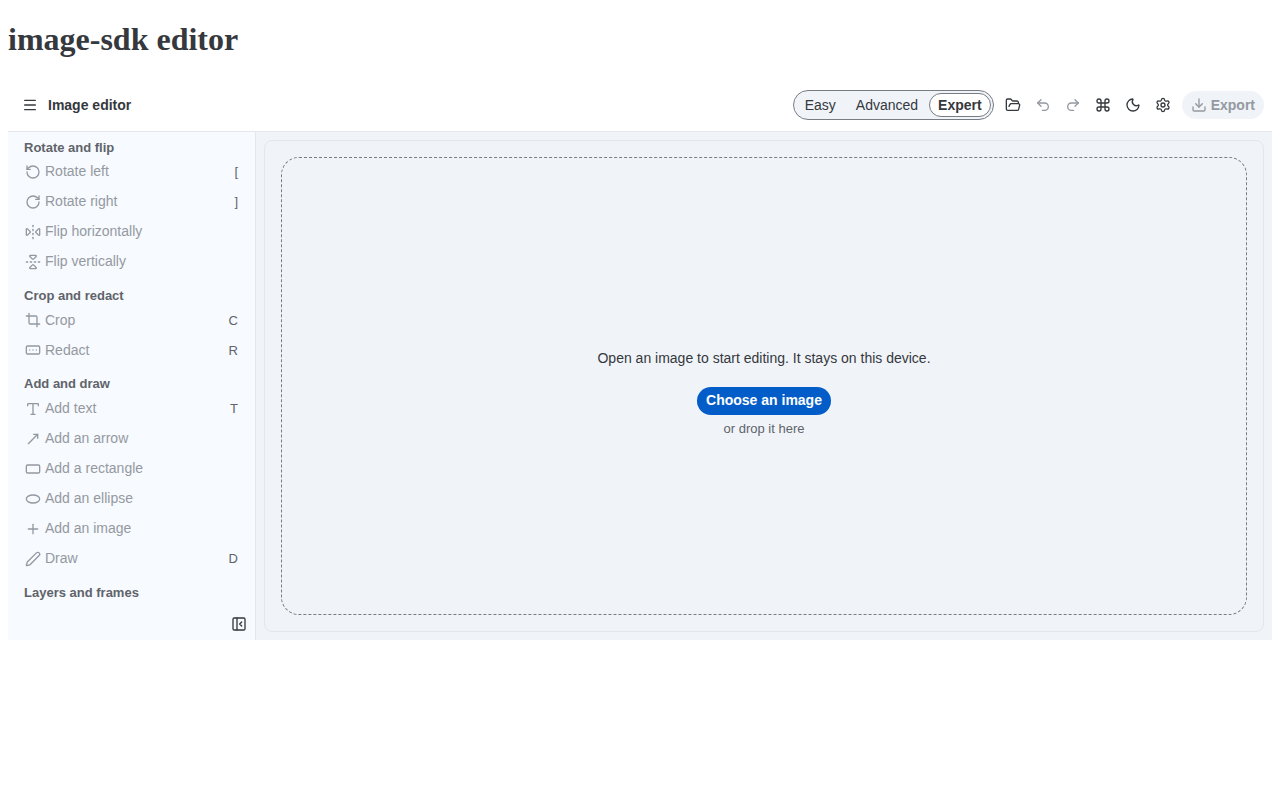 image-sdk editor
Image editor
Easy Advanced Expert Export
Rotate and flip
Rotate left [
Rotate right ]
Flip horizontally
Flip vertically
Crop and redact
Crop C
Redact R
Add and draw
Add text T
Add an arrow
Add a rectangle
Add an ellipse
Add an image
Draw D
Layers and frames
Open an image to start editing. It stays on this device.
Choose an image
or drop it here